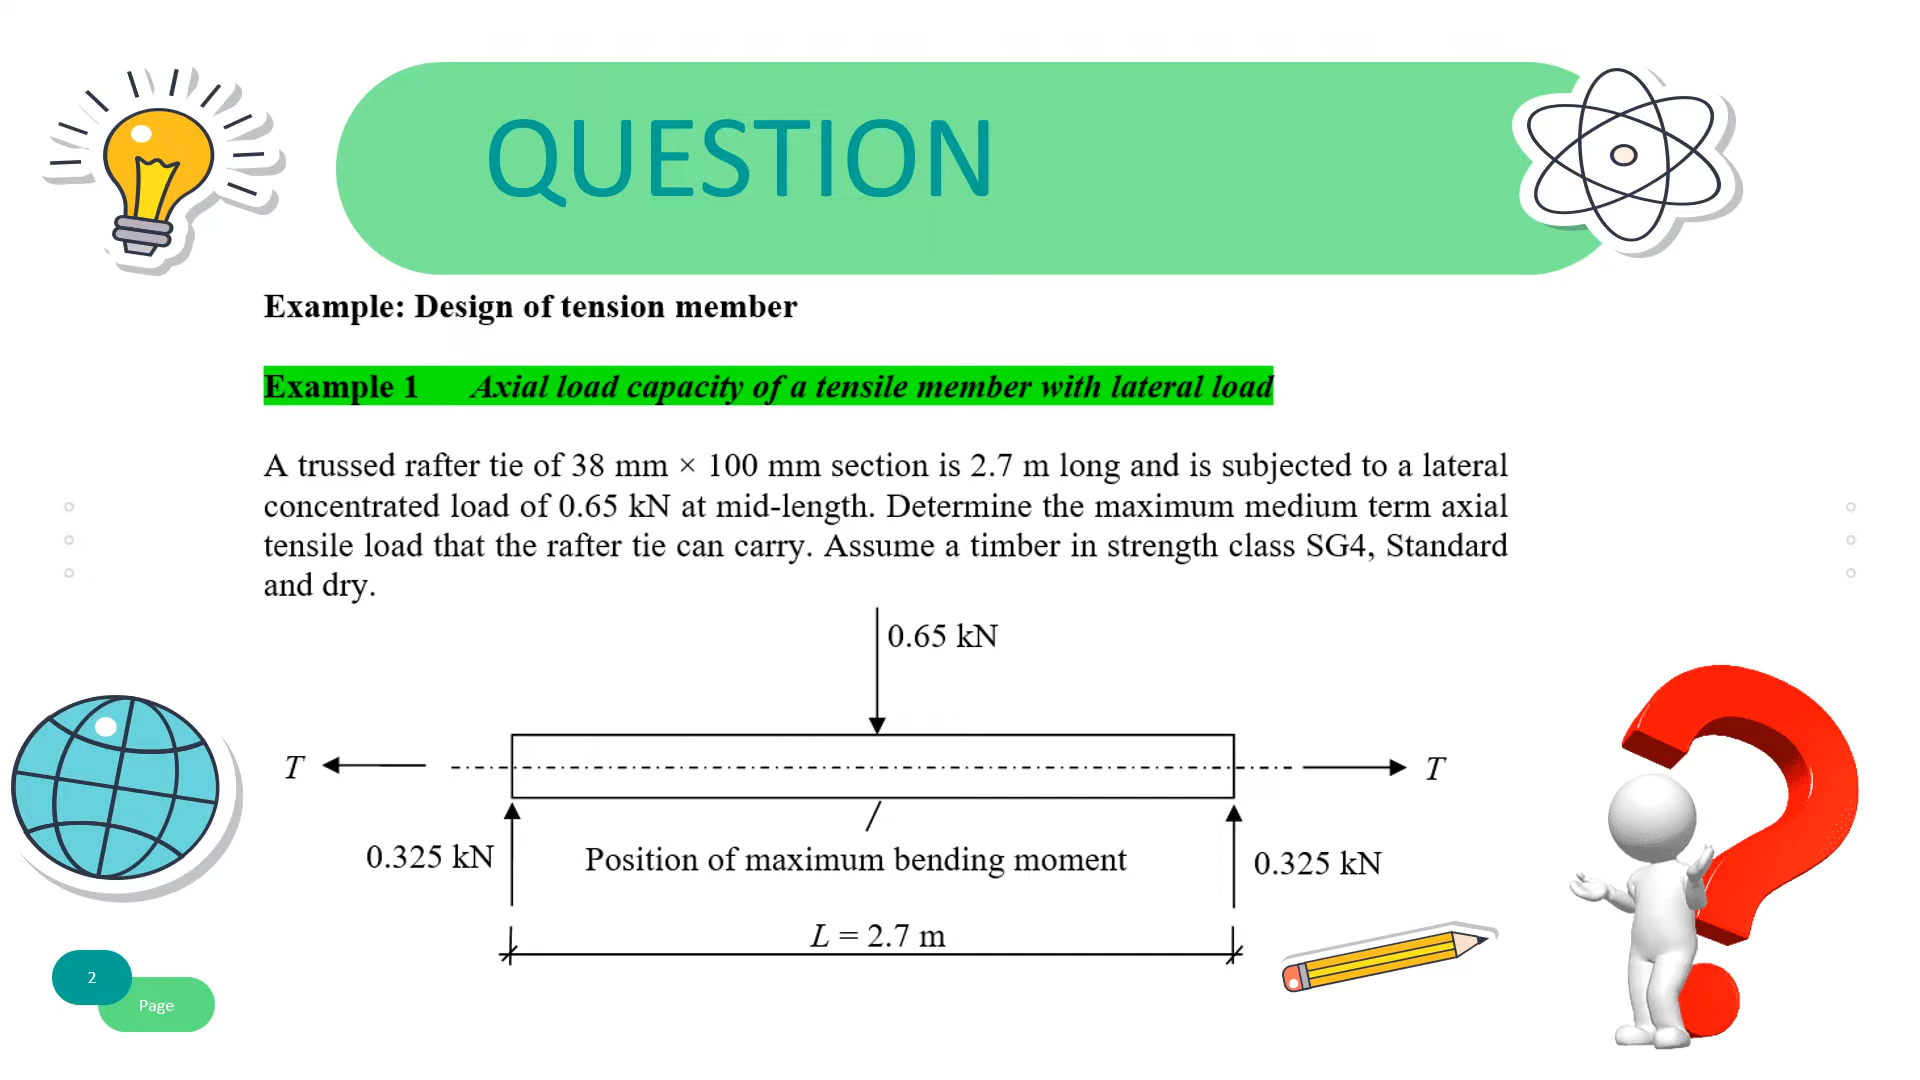 QUESTION
Example: Design of tension member
Example 1 Axial load capacity of a tensile member with lateral load
A trussed rafter tie of 38 mm × 100 mm section is 2.7 m long and is subjected to a lateral
concentrated load of 0.65 kN at mid-length. Determine the maximum medium term axial
tensile load that the rafter tie can carry. Assume a timber in strength class SG4, Standard
and dry.
0.65 kN
T
T
0.325 kN
Position of maximum bending moment
0.325 kN
L = 2.7 m
2
Page